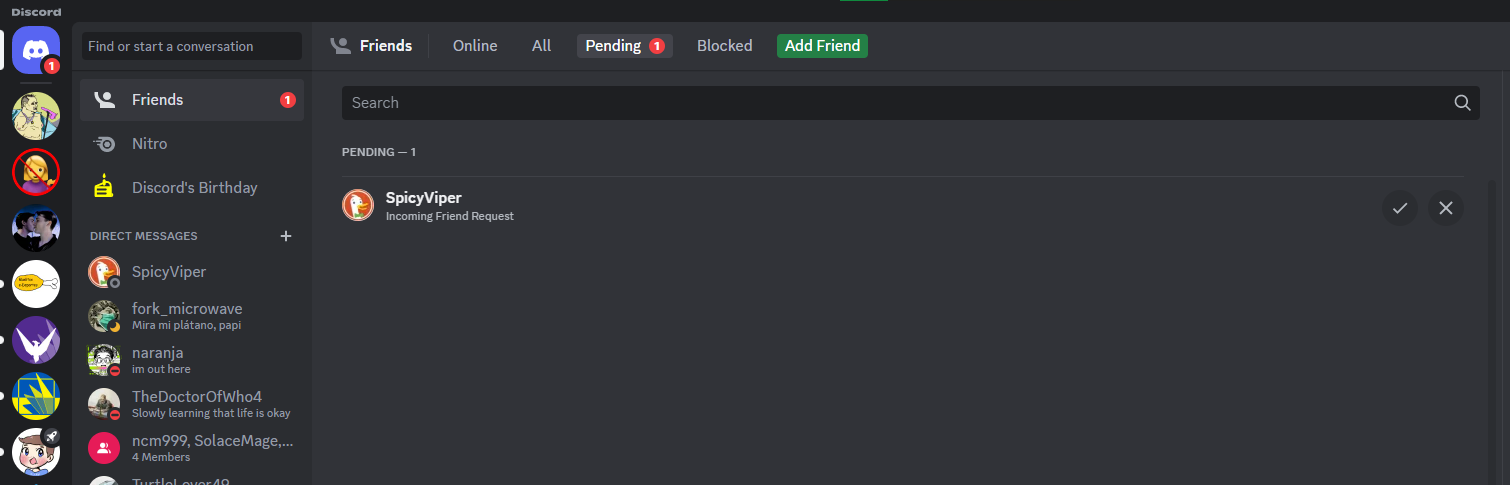 Discord
Find or start a conversation
Friends
Online
All
Pending 1
Blocked
Add Friend
1
Friends 1
Search
Nitro
PENDING — 1
Discord's Birthday
SpicyViper
Incoming Friend Request
DIRECT MESSAGES
SpicyViper
fork_microwave
Mira mi plátano, papi
naranja
im out here
TheDoctorOfWho4
Slowly learning that life is okay
ncm999, SolaceMage,...
4 Members
TurtleLover49